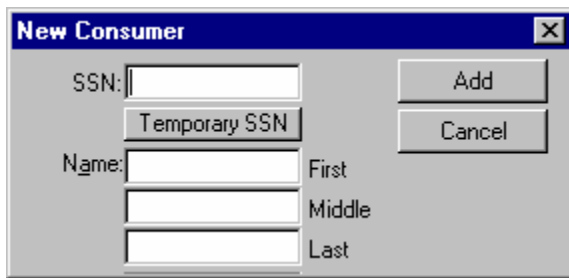 New Consumer
SSN:
Add
Temporary SSN
Cancel
Name:
First
Middle
Last